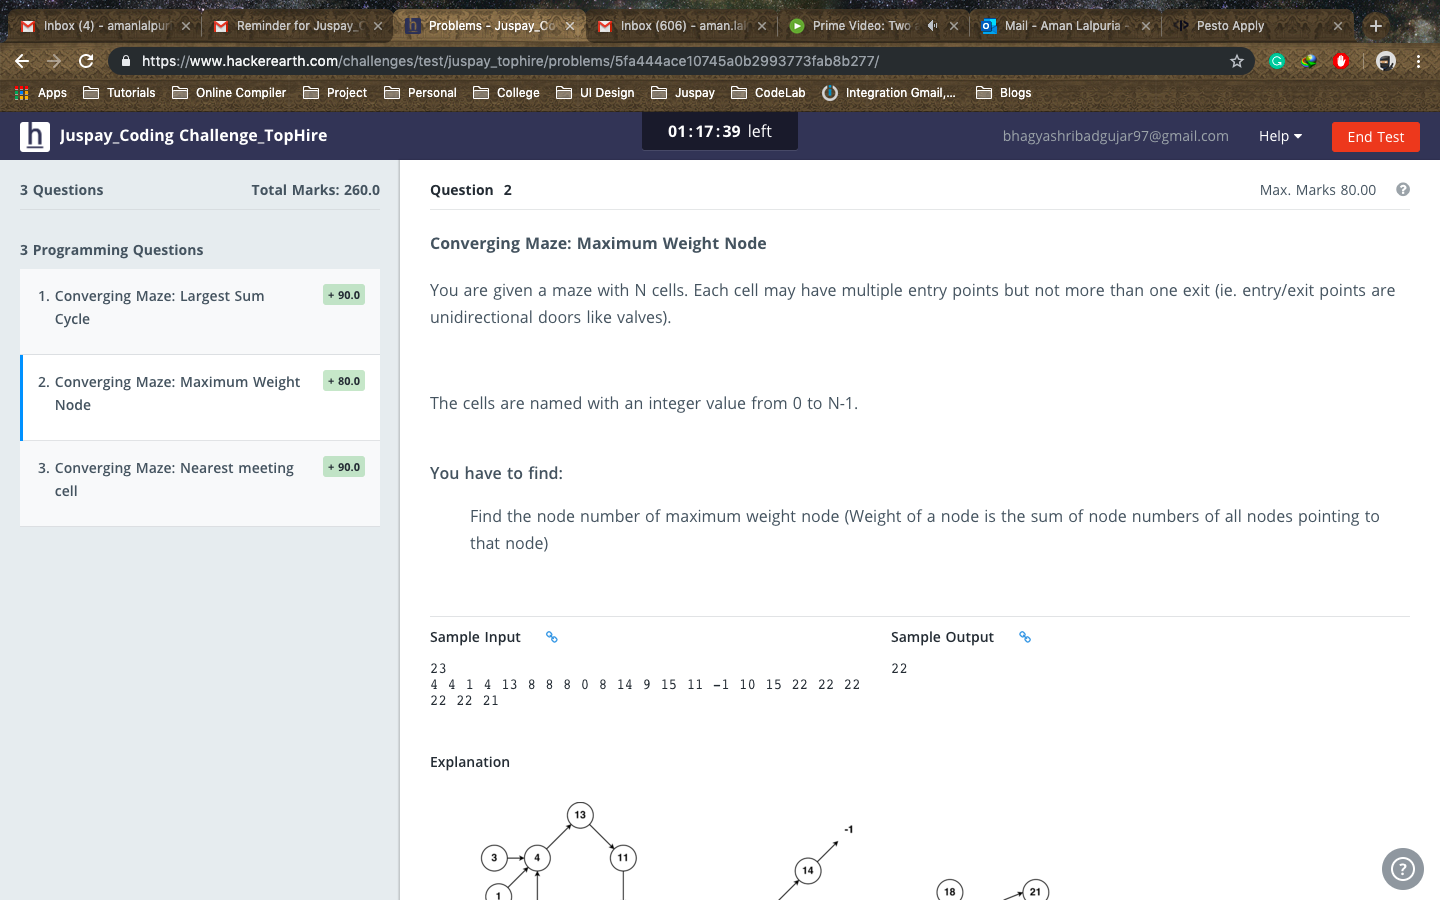 Inbox (4) - amanlalpur
Reminder for Juspay_C
Problems - Juspay_Co
Inbox (606) - aman.la
Prime Video: Two
Mail - Aman Lalpuria -
Pesto Apply
https://www.hackerearth.com/challenges/test/juspay_tophire/problems/5fa444ace10745a0b2993773fab8b277/
Apps
Tutorials
Online Compiler
Project
Personal
College
UI Design
Juspay
CodeLab
Integration Gmail,...
Blogs
h Juspay_Coding Challenge_TopHire
01:17:39 left
bhagyashribadgujar97@gmail.com
Help
End Test
3 Questions
Total Marks: 260.0
3 Programming Questions
1. Converging Maze: Largest Sum
Cycle
+ 90.0
2. Converging Maze: Maximum Weight
Node
+ 80.0
3. Converging Maze: Nearest meeting
cell
+ 90.0
Question 2
Max. Marks 80.00
?
Converging Maze: Maximum Weight Node
You are given a maze with N cells. Each cell may have multiple entry points but not more than one exit (ie. entry/exit points are
unidirectional doors like valves).
The cells are named with an integer value from 0 to N-1.
You have to find:
Find the node number of maximum weight node (Weight of a node is the sum of node numbers of all nodes pointing to
that node)
Sample Input
23
4 4 1 4 13 8 8 8 0 8 14 9 15 11 -1 10 15 22 22 22
22 22 21
Sample Output
22
Explanation
13
3
4
11
1
-1
14
18
21
?